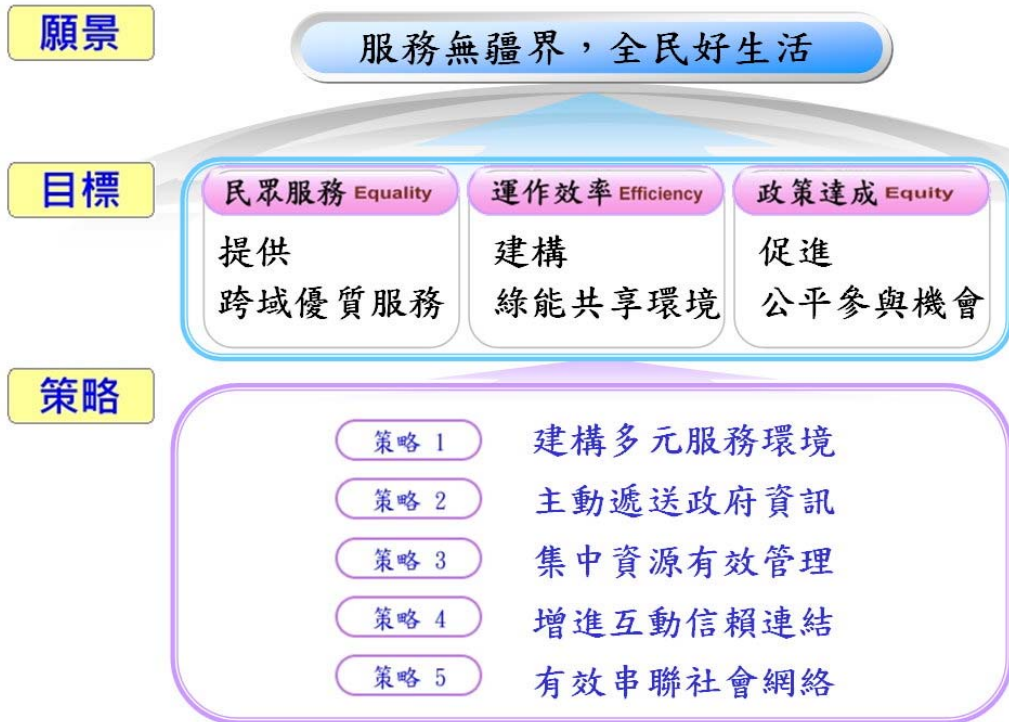 願景
服務無疆界，全民好生活
目標
民眾服務 Equality
提供
跨域優質服務
運作效率 Efficiency
建構
綠能共享環境
政策達成 Equity
促進
公平參與機會
策略
策略 1 建構多元服務環境
策略 2 主動遞送政府資訊
策略 3 集中資源有效管理
策略 4 增進互動信賴連結
策略 5 有效串聯社會網絡